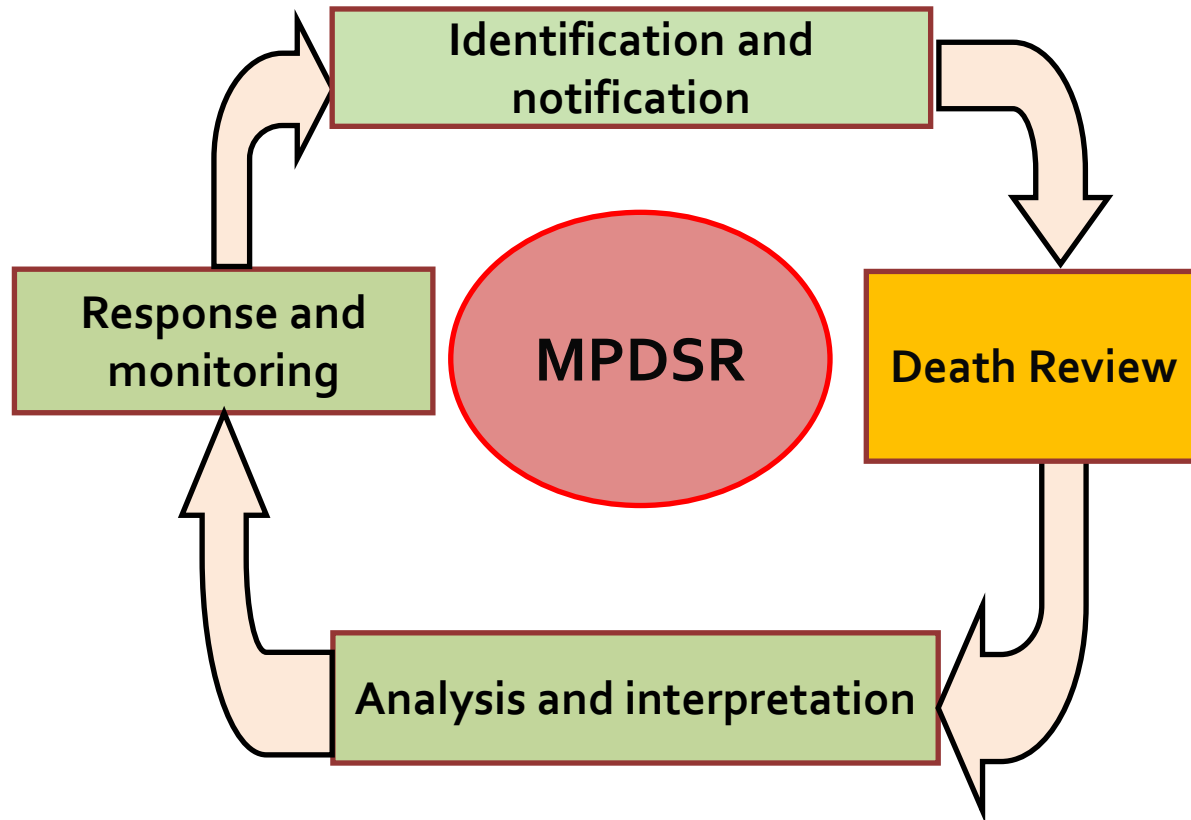 Identification and
notification
Response and
monitoring
MPDSR
Death Review
Analysis and interpretation